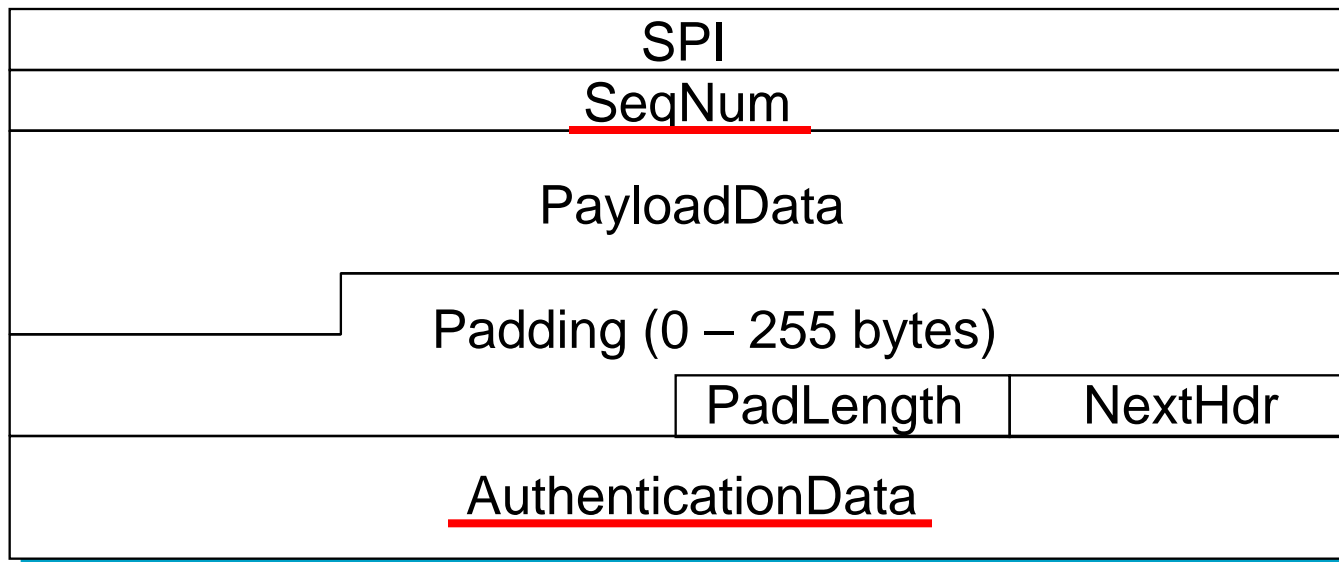 SPI
SeqNum
PayloadData
Padding (0 – 255 bytes)
PadLength NextHdr
AuthenticationData